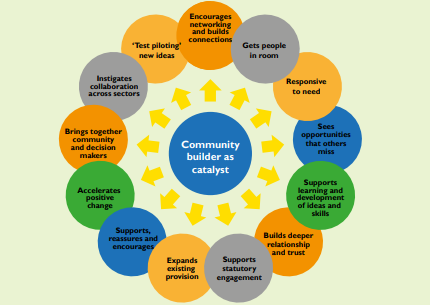 Encourages
networking
and builds
connections
Gets people
in room
Responsive
to need
Sees
opportunities
that others
miss
Supports
learning and
development
of ideas and
skills
Builds deeper
relationship
and trust
Supports
statutory
engagement
Expands
existing
provision
Supports,
reassures and
encourages
Accelerates
positive
change
Brings together
community
and decision
makers
Instigates
collaboration
across sectors
'Test piloting'
new ideas
Community
builder as
catalyst